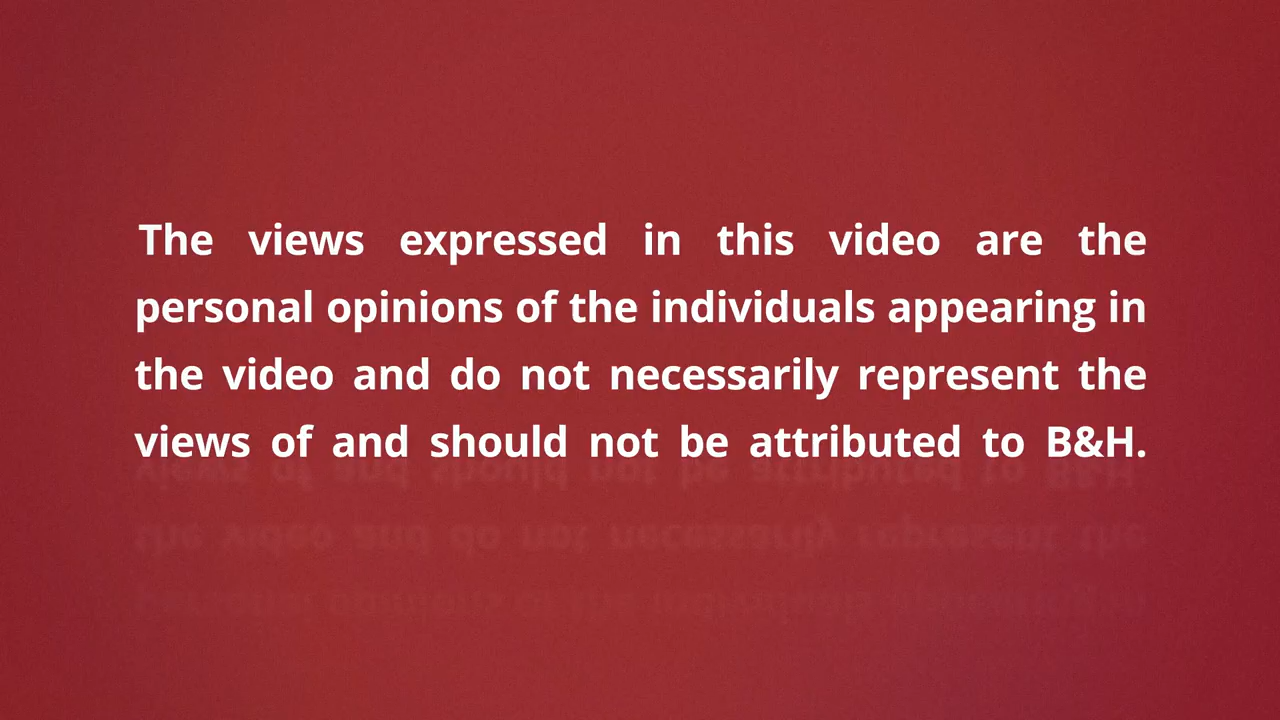 The views expressed in this video are the
personal opinions of the individuals appearing in
the video and do not necessarily represent the
views of and should not be attributed to B&H.